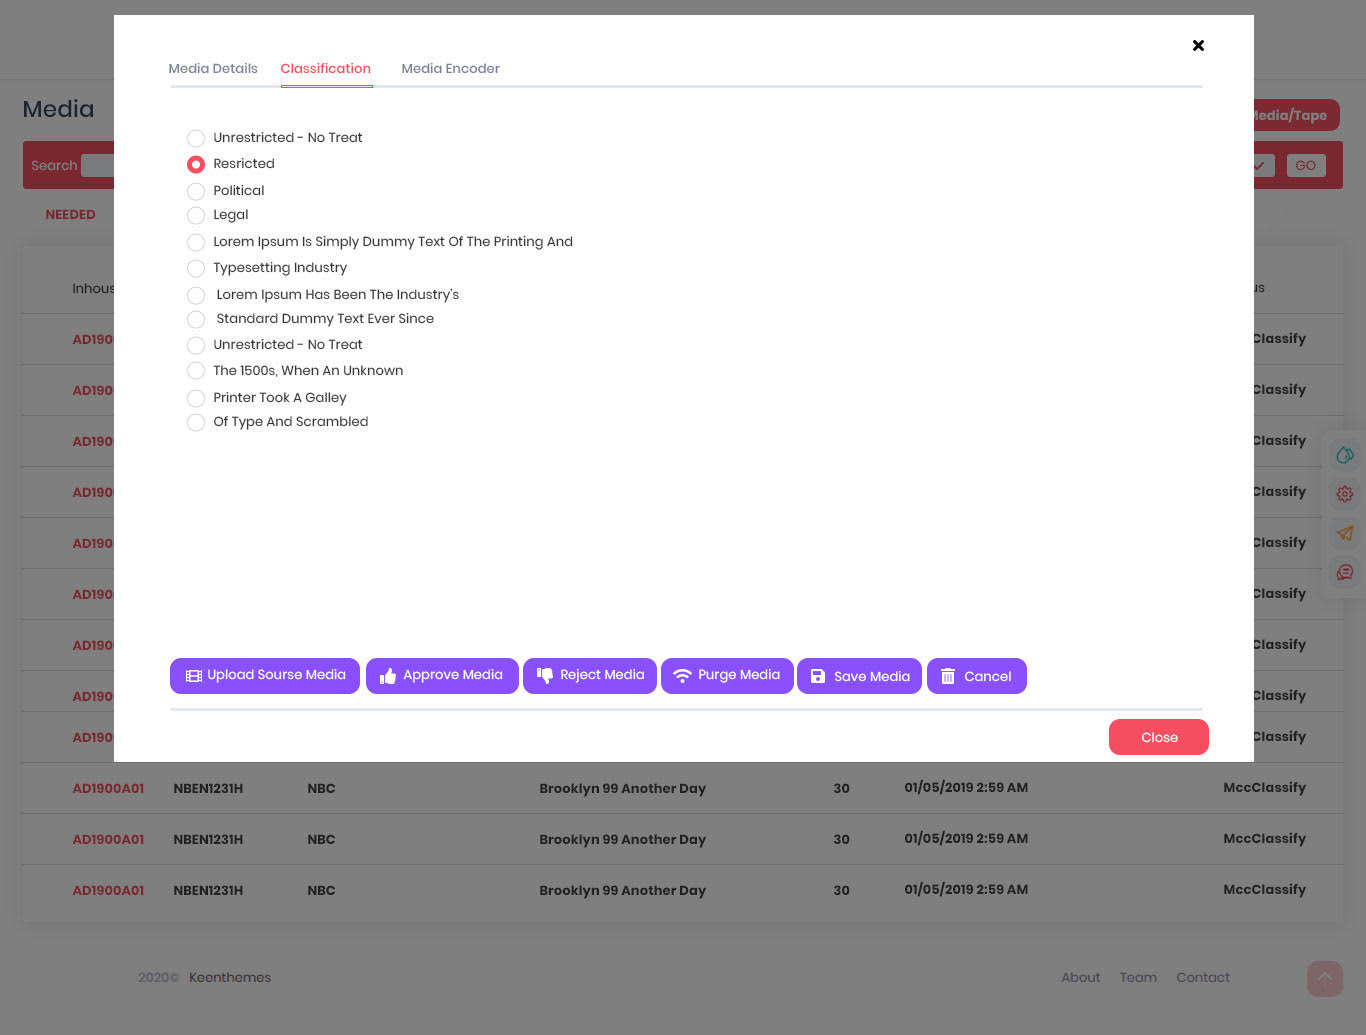 Media Details Classification Media Encoder
Media
Media/Tape
Search GO
NEEDED
Unrestricted - No Treat
Resricted
Political
Legal
Lorem Ipsum Is Simply Dummy Text Of The Printing And
Typesetting Industry
Lorem Ipsum Has Been The Industry's
Standard Dummy Text Ever Since
Unrestricted - No Treat
The 1500s, When An Unknown
Printer Took A Galley
Of Type And Scrambled
Inhous us
AD190 Classify
AD190 Classify
AD190 Classify
AD190 Classify
AD190 Classify
AD190 Classify
AD190 Classify
AD190 Classify
AD190 Classify
Upload Sourse Media Approve Media Reject Media Purge Media Save Media Cancel
Close
AD1900A01 NBEN1231H NBC Brooklyn 99 Another Day 30 01/05/2019 2:59 AM MccClassify
AD1900A01 NBEN1231H NBC Brooklyn 99 Another Day 30 01/05/2019 2:59 AM MccClassify
AD1900A01 NBEN1231H NBC Brooklyn 99 Another Day 30 01/05/2019 2:59 AM MccClassify
2020© Keenthemes About Team Contact